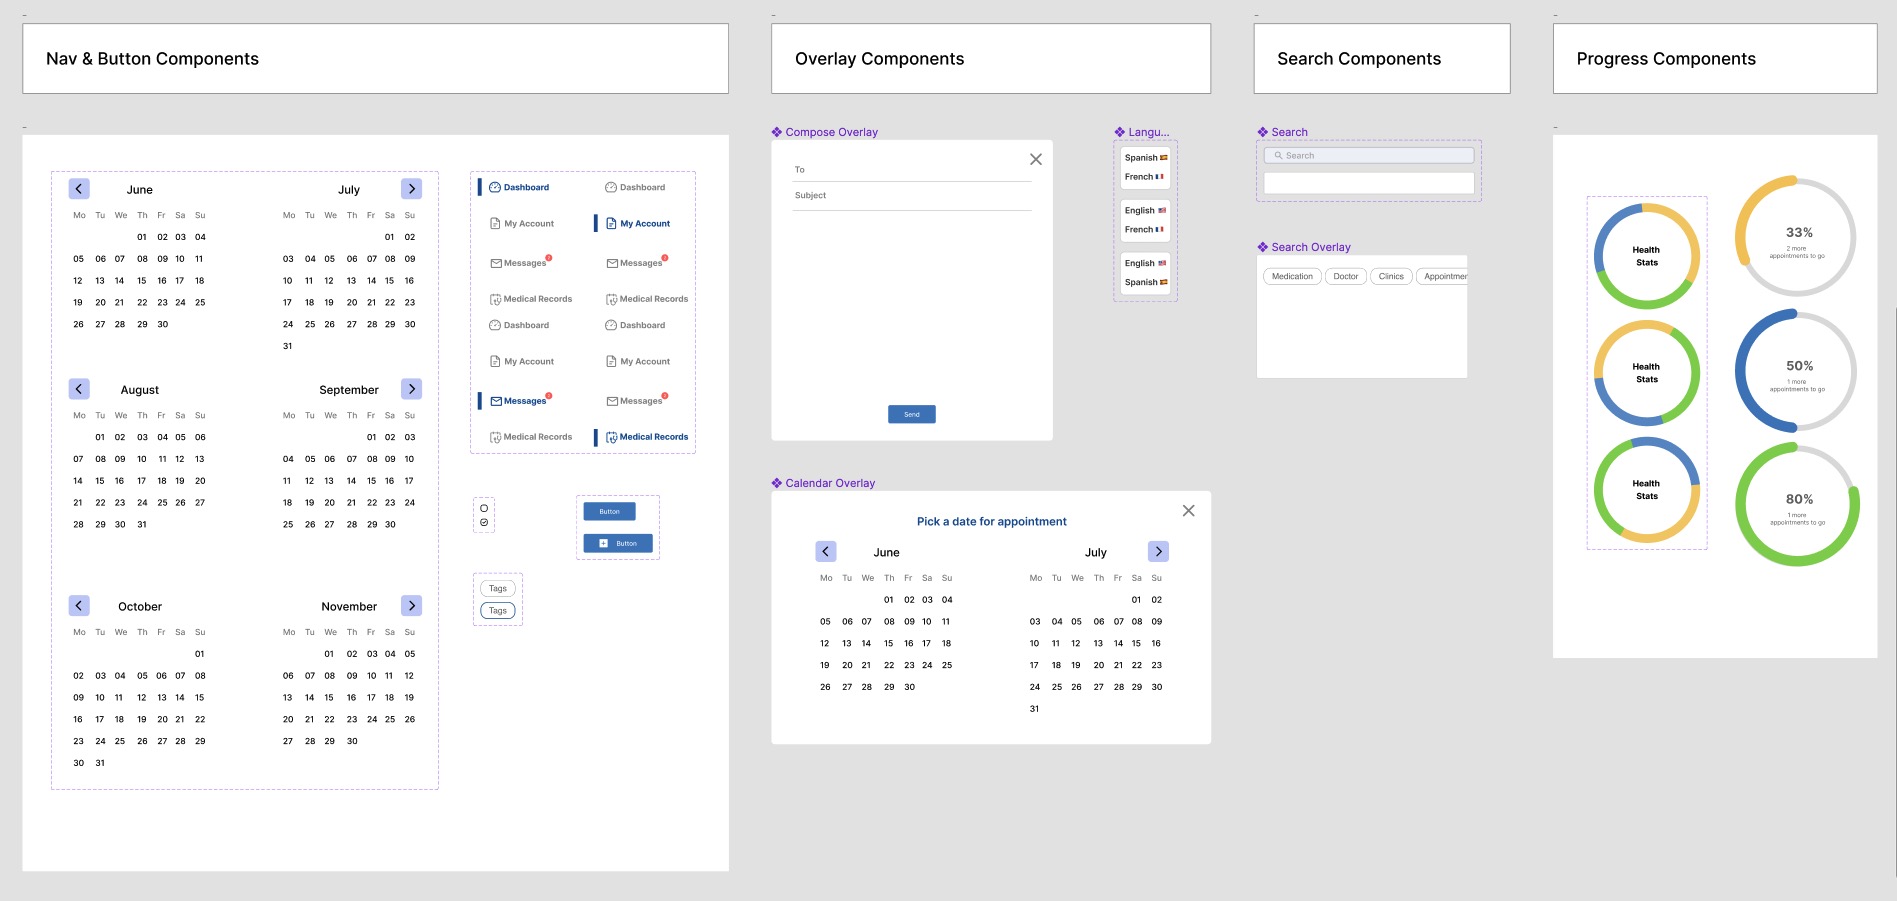 Nav & Button Components
June
July
Mo Tu We Th Fr Sa Su
Mo Tu We Th Fr Sa Su
01 02 03 04
01 02
05 06 07 08 09 10 11
03 04 05 06 07 08 09
12 13 14 15 16 17 18
10 11 12 13 14 15 16
19 20 21 22 23 24 25
17 18 19 20 21 22 23
26 27 28 29 30
24 25 26 27 28 29 30
31
August
September
Mo Tu We Th Fr Sa Su
Mo Tu We Th Fr Sa Su
01 02 03 04 05 06
01 02 03
07 08 09 10 11 12 13
04 05 06 07 08 09 10
14 15 16 17 18 19 20
11 12 13 14 15 16 17
21 22 23 24 25 26 27
18 19 20 21 22 23 24
28 29 30 31
25 26 27 28 29 30
October
November
Mo Tu We Th Fr Sa Su
Mo Tu We Th Fr Sa Su
01
01 02 03 04 05
02 03 04 05 06 07 08
06 07 08 09 10 11 12
09 10 11 12 13 14 15
13 14 15 16 17 18 19
16 17 18 19 20 21 22
20 21 22 23 24 25 26
23 24 25 26 27 28 29
27 28 29 30
30 31
Dashboard
Dashboard
My Account
My Account
Messages
Messages
Medical Records
Medical Records
Dashboard
Dashboard
My Account
My Account
Messages
Messages
Medical Records
Medical Records
Button
Button
Tags
Tags
Overlay Components
Compose Overlay
To
Subject
Send
Langu...
Spanish
French
English
French
English
Spanish
Calendar Overlay
Pick a date for appointment
June
July
Mo Tu We Th Fr Sa Su
Mo Tu We Th Fr Sa Su
01 02 03 04
01 02
05 06 07 08 09 10 11
03 04 05 06 07 08 09
12 13 14 15 16 17 18
10 11 12 13 14 15 16
19 20 21 22 23 24 25
17 18 19 20 21 22 23
26 27 28 29 30
24 25 26 27 28 29 30
31
Search Components
Search
Search
Search Overlay
Medication Doctor Clinics Appointmen
Progress Components
Health
Stats
Health
Stats
Health
Stats
33%
2 more
appointments to go
50%
1 more
appointments to go
80%
1 more
appointments to go